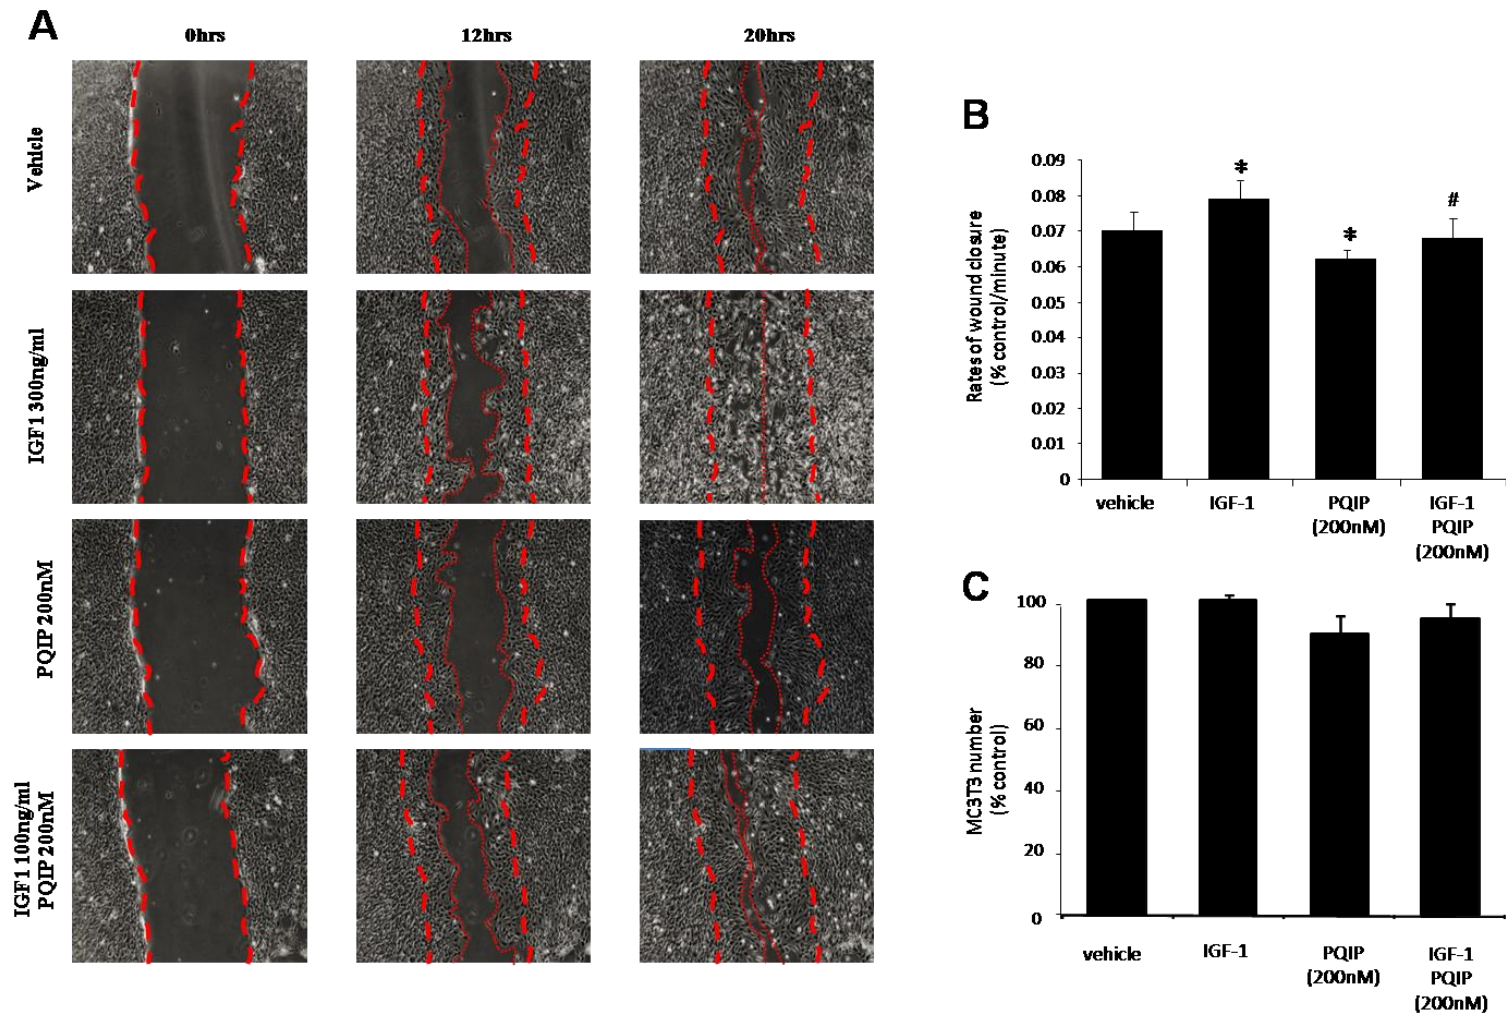 A
0hrs
12hrs
20hrs
Vehicle
IGF1 300ng/ml
PQIP 200nM
IGF1 100ng/ml
PQIP 200nM
B
Rates of wound closure
(% control/minute)
0.09
0.08
0.07
0.06
0.05
0.04
0.03
0.02
0.01
0
*
*
#
vehicle
IGF-1
PQIP
(200nM)
IGF-1
PQIP
(200nM)
C
MC3T3 number
(% control)
100
80
60
40
20
0
vehicle
IGF-1
PQIP
(200nM)
IGF-1
PQIP
(200nM)